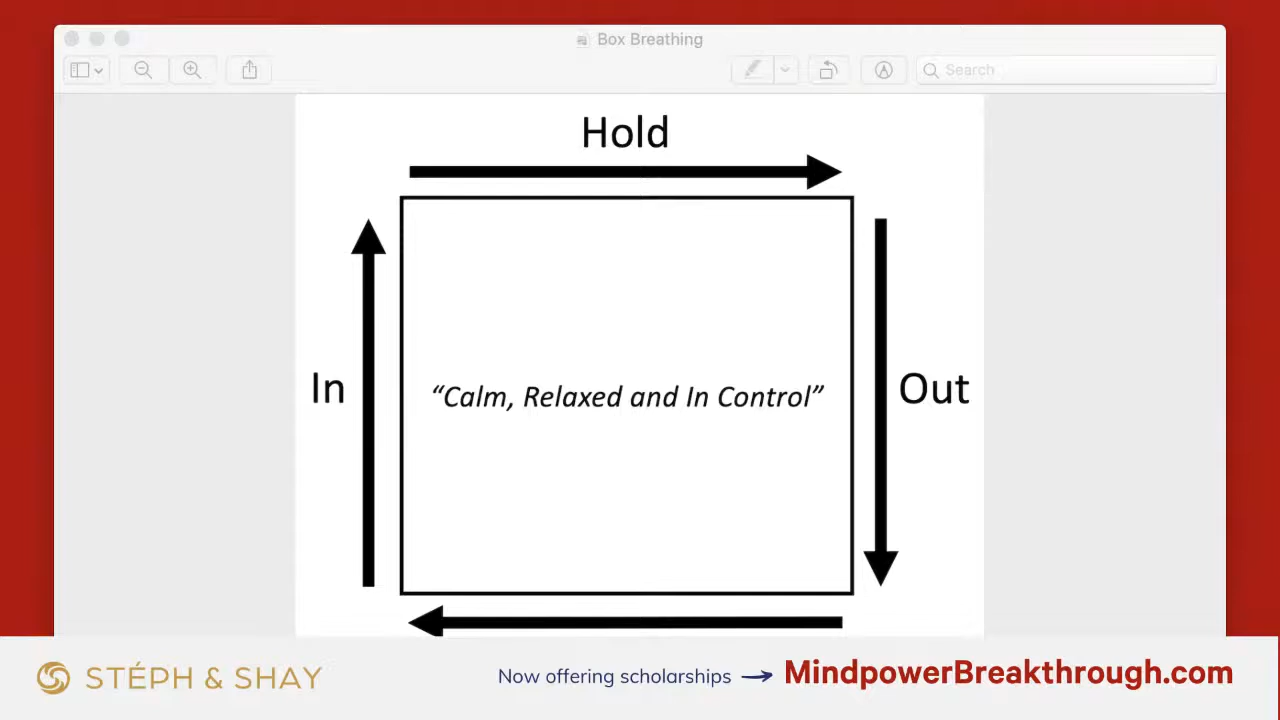 Box Breathing
Search
Hold
In
"Calm, Relaxed and In Control"
Out
STÉPH & SHAY
Now offering scholarships → MindpowerBreakthrough.com